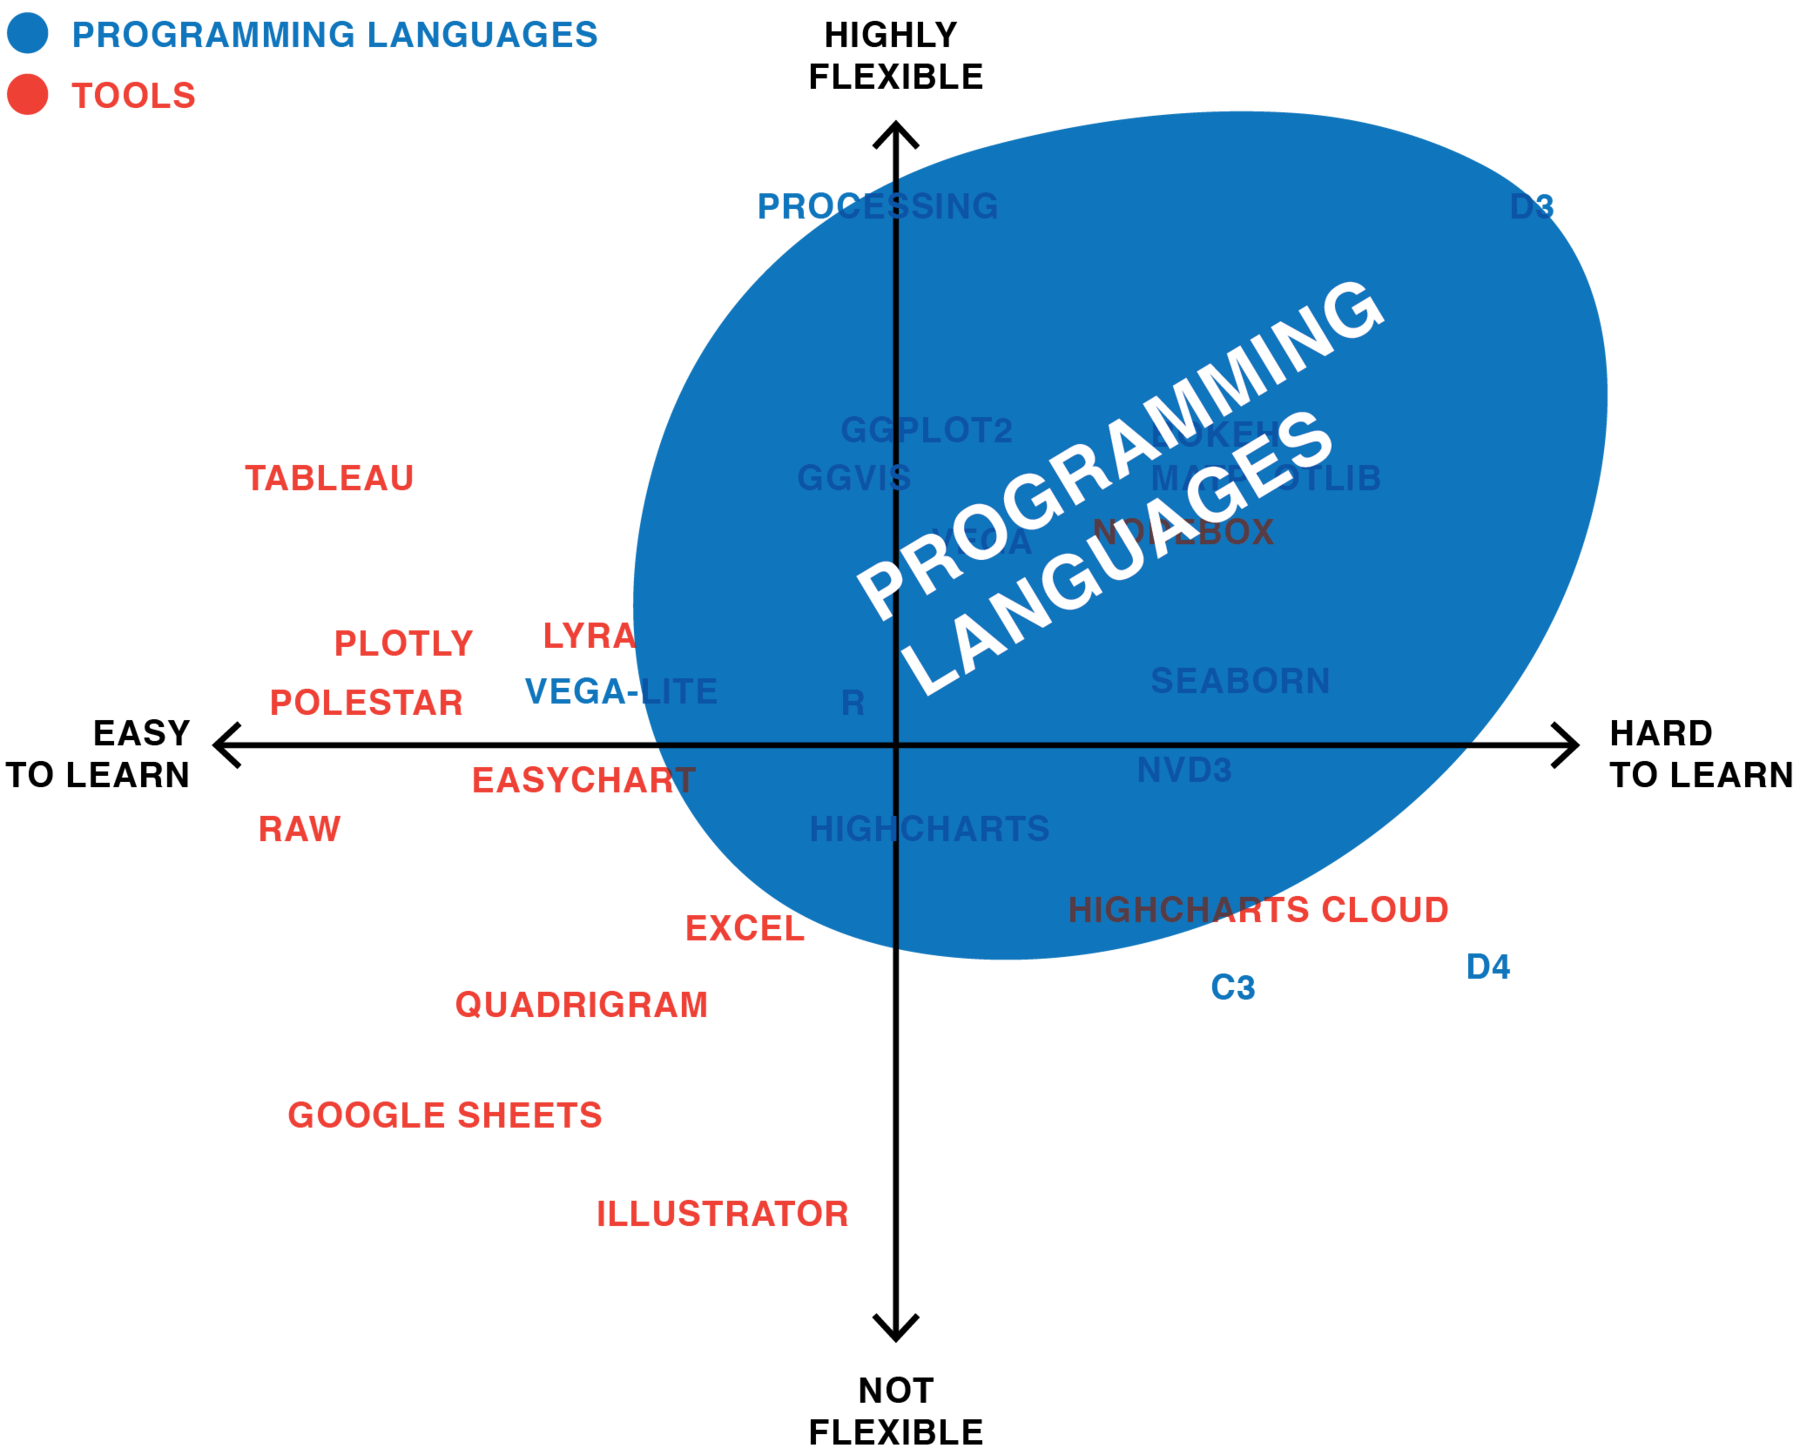 PROGRAMMING LANGUAGES
TOOLS
HIGHLY
FLEXIBLE
PROCESSING
D3
PROGRAMMING
LANGUAGES
GGPLOT2
BOKEH
TABLEAU
GGVIS
MATPLOTLIB
VEGA
NODEBOX
PLOTLY
LYRA
VEGA-LITE
POLESTAR
R
SEABORN
EASY
TO LEARN
HARD
TO LEARN
EASYCHART
NVD3
RAW
HIGHCHARTS
EXCEL
HIGHCHARTS CLOUD
D4
C3
QUADRIGRAM
GOOGLE SHEETS
ILLUSTRATOR
NOT
FLEXIBLE